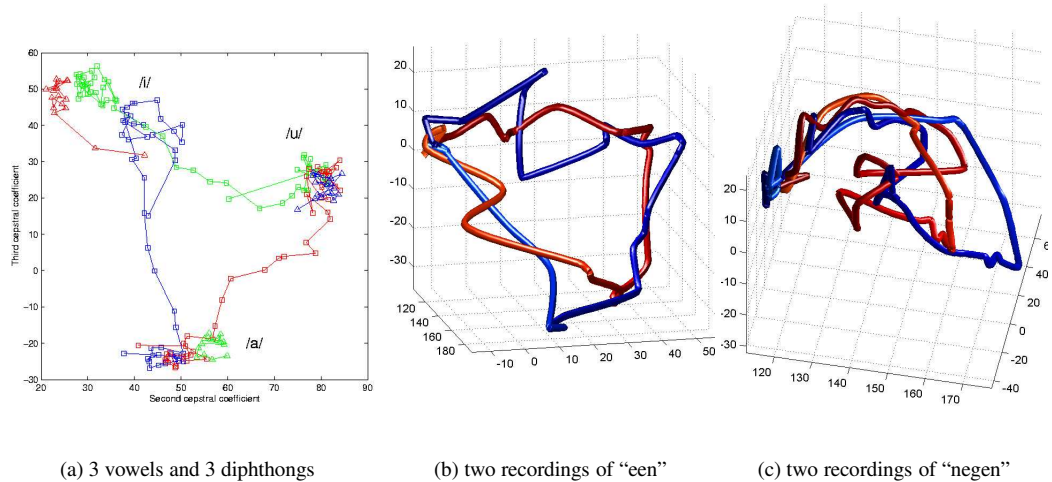 60
50
40
30
20
10
0
−10
−20
−30
Third cepstral coefficient
/i/
/u/
/a/
20 30 40 50 60 70 80 90
Second cepstral coefficient
20
10
0
-10
-20
-30
120
140
160
180
-10 0 10 20 30 40 50
20
10
0
-10
-20
-30
120 130 140 150 160 170
-40
-20
0
20
40
6
(a) 3 vowels and 3 diphthongs
(b) two recordings of “een”
(c) two recordings of “negen”